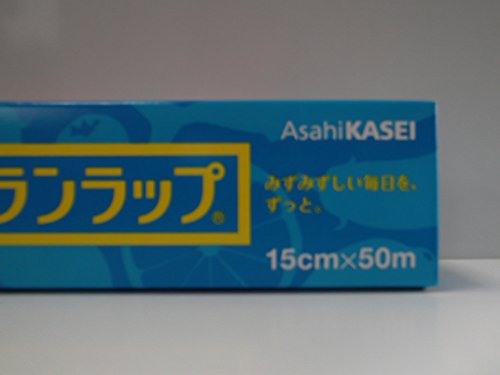 AsahiKASEI
ランラップ®
みずみずしい毎日を、
ずっと。
15cm×50m